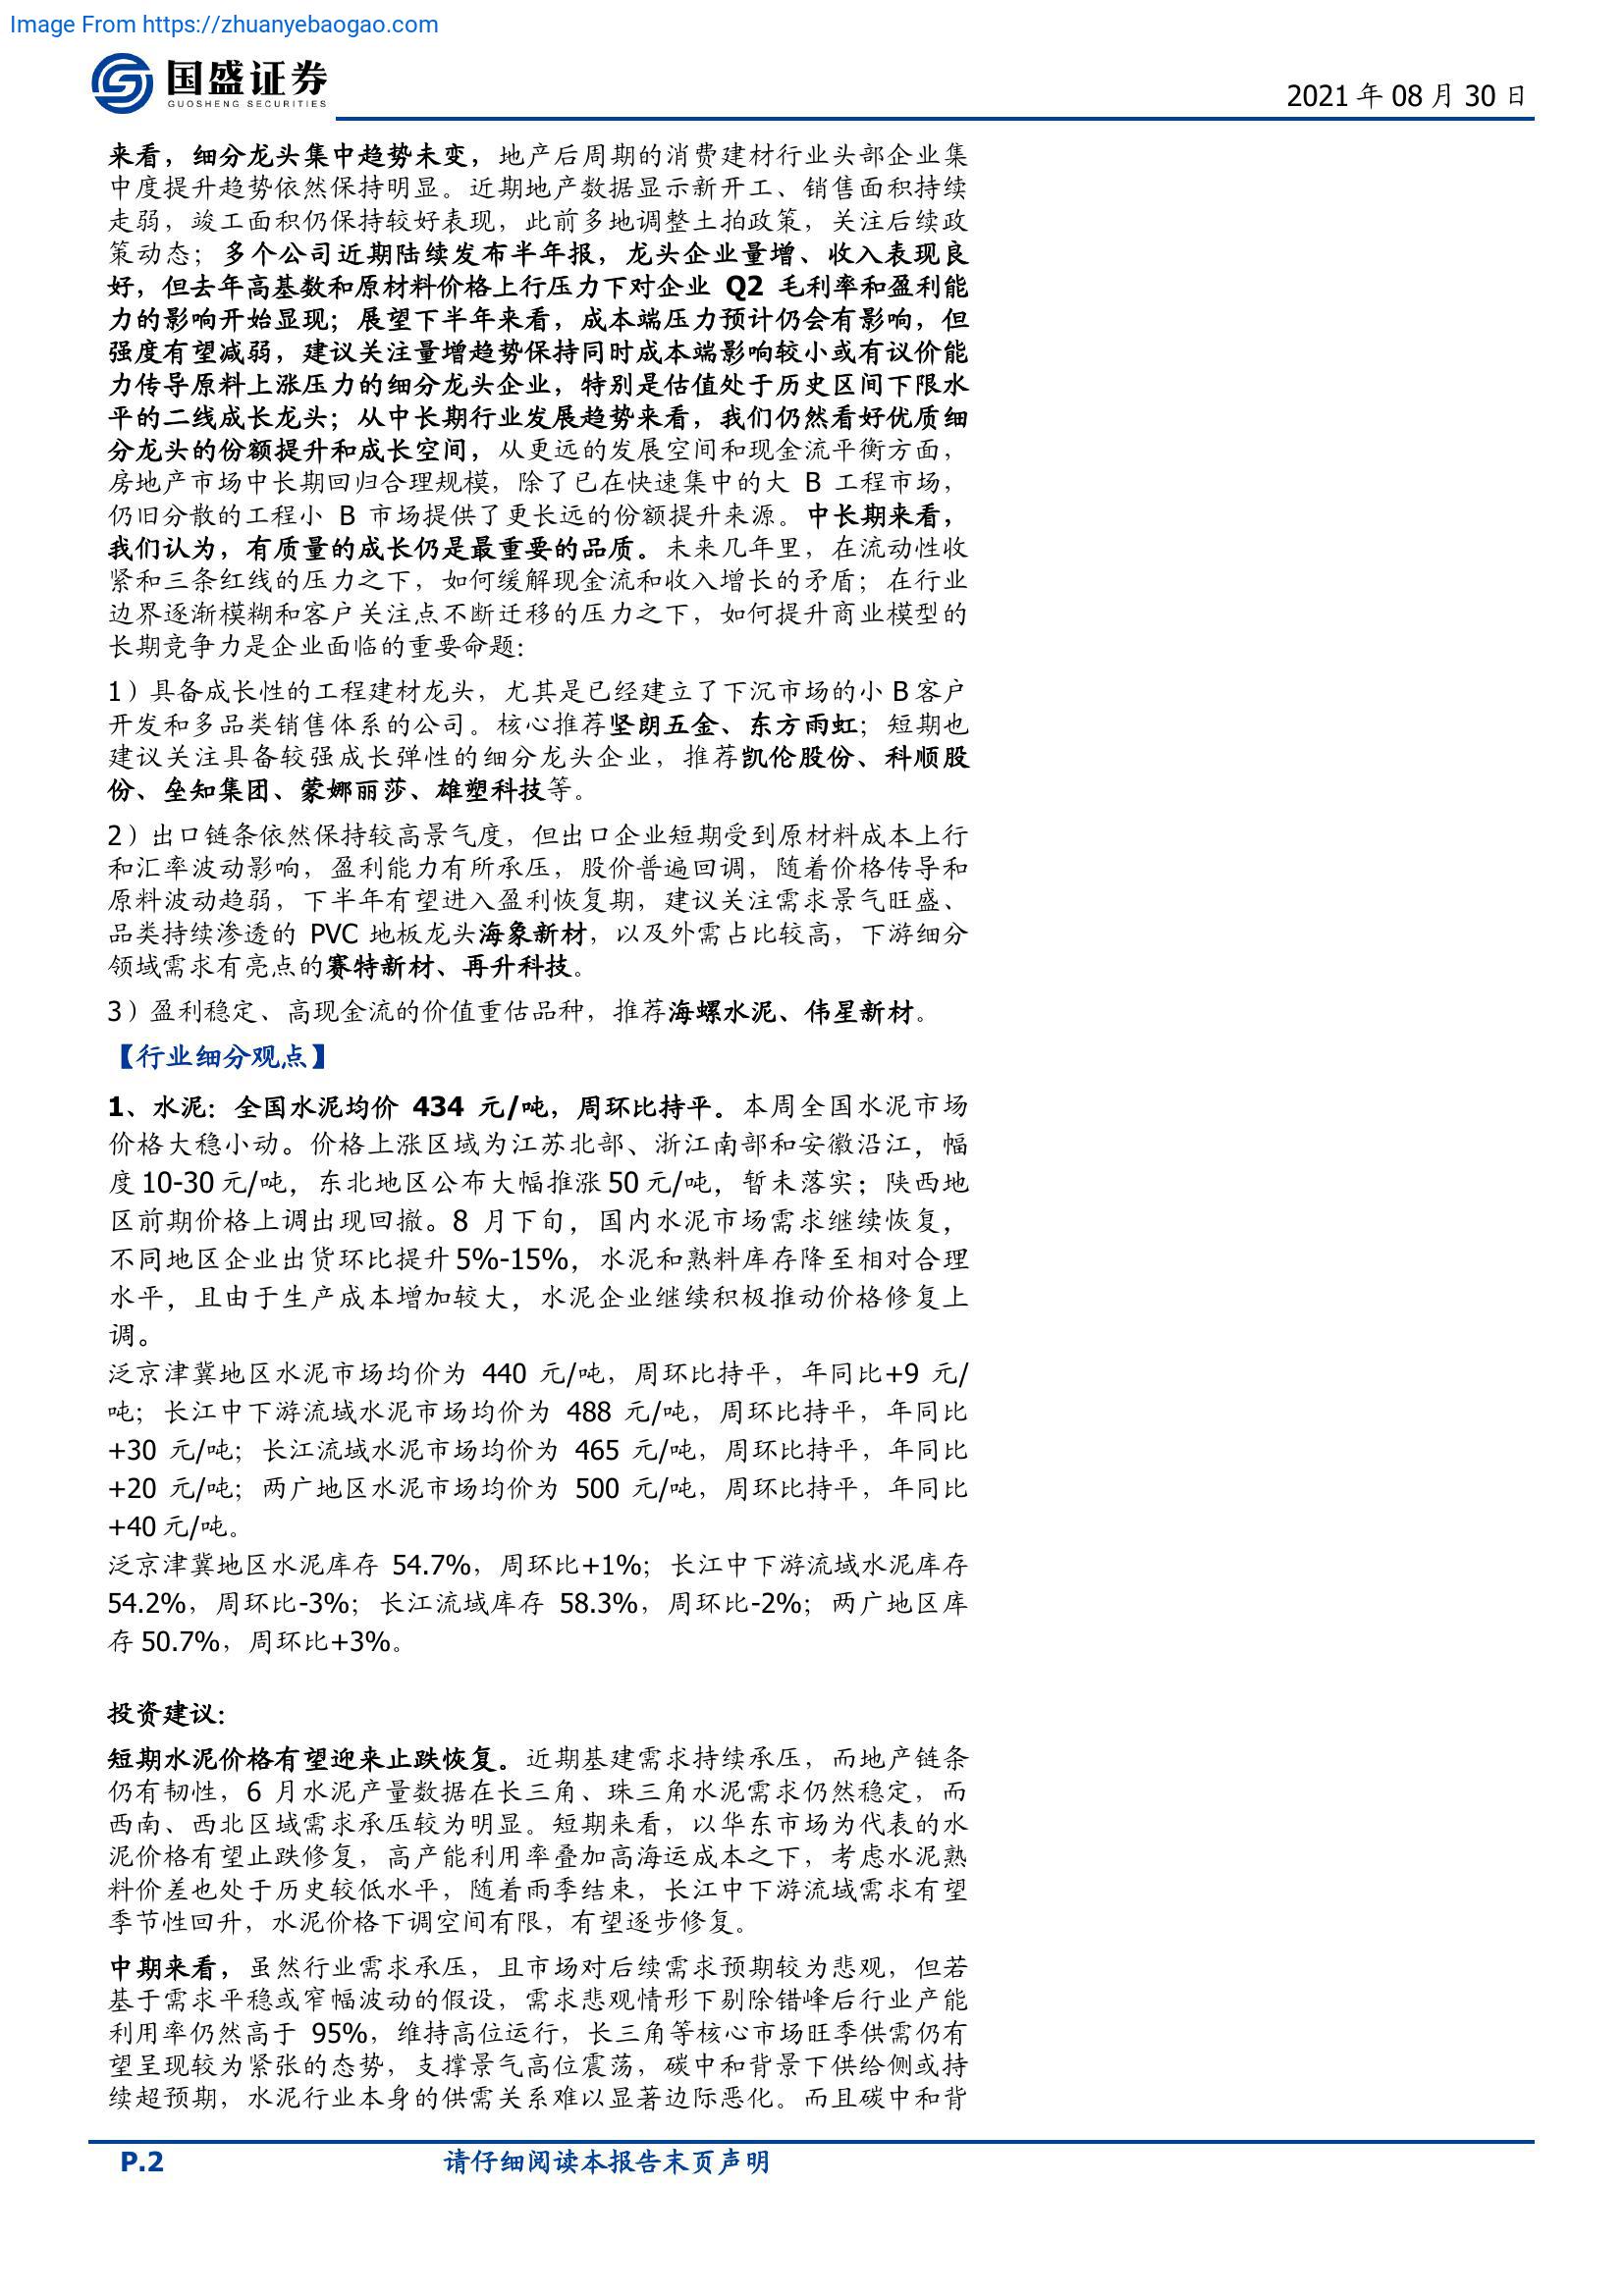 Image From https://zhuanyebaogao.com
国盛证券
GUOSHENG SECURITIES
2021 年 08 月 30 日
来看，细分龙头集中趋势未变，地产后周期的消费建材行业头部企业集
中度提升趋势依然保持明显。近期地产数据显示新开工、销售面积持续
走弱，竣工面积仍保持较好表现，此前多地调整土拍政策，关注后续政
策动态；多个公司近期陆续发布半年报，龙头企业量增、收入表现良
好，但去年高基数和原材料价格上行压力下对企业 Q2 毛利率和盈利能
力的影响开始显现；展望下半年来看，成本端压力预计仍会有影响，但
强度有望减弱，建议关注量增趋势保持同时成本端影响较小或有议价能
力传导原料上涨压力的细分龙头企业，特别是估值处于历史区间下限水
平的二线成长龙头；从中长期行业发展趋势来看，我们仍然看好优质细
分龙头的份额提升和成长空间，从更远的发展空间和现金流平衡方面，
房地产市场中长期回归合理规模，除了已在快速集中的大 B 工程市场，
仍旧分散的工程小 B 市场提供了更长远的份额提升来源。中长期来看，
我们认为，有质量的成长仍是最重要的品质。未来几年里，在流动性收
紧和三条红线的压力之下，如何缓解现金流和收入增长的矛盾；在行业
边界逐渐模糊和客户关注点不断迁移的压力之下，如何提升商业模型的
长期竞争力是企业面临的重要命题：
1）具备成长性的工程建材龙头，尤其是已经建立了下沉市场的小 B 客户
开发和多品类销售体系的公司。核心推荐坚朗五金、东方雨虹；短期也
建议关注具备较强成长弹性的细分龙头企业，推荐凯伦股份、科顺股
份、垒知集团、蒙娜丽莎、雄塑科技等。
2）出口链条依然保持较高景气度，但出口企业短期受到原材料成本上行
和汇率波动影响，盈利能力有所承压，股价普遍回调，随着价格传导和
原料波动趋弱，下半年有望进入盈利恢复期，建议关注需求景气旺盛、
品类持续渗透的 PVC 地板龙头海象新材，以及外需占比较高，下游细分
领域需求有亮点的赛特新材、再升科技。
3）盈利稳定、高现金流的价值重估品种，推荐海螺水泥、伟星新材。
【行业细分观点】
1、水泥：全国水泥均价 434 元/吨，周环比持平。本周全国水泥市场
价格大稳小动。价格上涨区域为江苏北部、浙江南部和安徽沿江，幅
度 10-30 元/吨，东北地区公布大幅推涨 50 元/吨，暂未落实；陕西地
区前期价格上调出现回撤。8 月下旬，国内水泥市场需求继续恢复，
不同地区企业出货环比提升 5%-15%，水泥和熟料库存降至相对合理
水平，且由于生产成本增加较大，水泥企业继续积极推动价格修复上
调。
泛京津冀地区水泥市场均价为 440 元/吨，周环比持平，年同比+9 元/
吨；长江中下游流域水泥市场均价为 488 元/吨，周环比持平，年同比
+30 元/吨；长江流域水泥市场均价为 465 元/吨，周环比持平，年同比
+20 元/吨；两广地区水泥市场均价为 500 元/吨，周环比持平，年同比
+40 元/吨。
泛京津冀地区水泥库存 54.7%，周环比+1%；长江中下游流域水泥库存
54.2%，周环比-3%；长江流域库存 58.3%，周环比-2%；两广地区库
存 50.7%，周环比+3%。
投资建议：
短期水泥价格有望迎来止跌恢复。近期基建需求持续承压，而地产链条
仍有韧性，6 月水泥产量数据在长三角、珠三角水泥需求仍然稳定，而
西南、西北区域需求承压较为明显。短期来看，以华东市场为代表的水
泥价格有望止跌修复，高产能利用率叠加高海运成本之下，考虑水泥熟
料价差也处于历史较低水平，随着雨季结束，长江中下游流域需求有望
季节性回升，水泥价格下调空间有限，有望逐步修复。
中期来看，虽然行业需求承压，且市场对后续需求预期较为悲观，但若
基于需求平稳或窄幅波动的假设，需求悲观情形下剔除错峰后行业产能
利用率仍然高于 95%，维持高位运行，长三角等核心市场旺季供需仍有
望呈现较为紧张的态势，支撑景气高位震荡，碳中和背景下供给侧或持
续超预期，水泥行业本身的供需关系难以显著边际恶化。而且碳中和背
P.2
请仔细阅读本报告末页声明